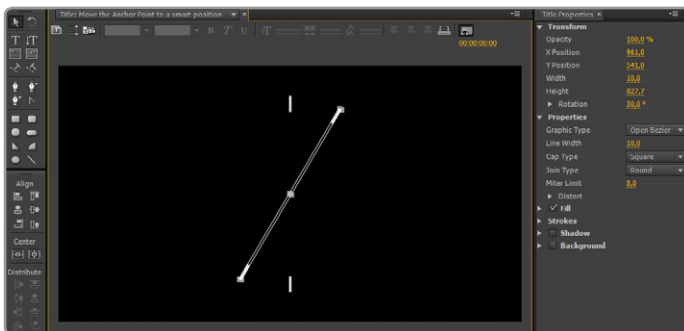 Title: Move the Anchor Point to a smart position
00:00:00:00
Align
Center
Distribute
Title Properties
Transform
Opacity 100,0 %
X Position 961,0
Y Position 541,0
Width 10,0
Height 827,7
Rotation 30,0 °
Properties
Graphic Type Open Bezier
Line Width 10,0
Cap Type Square
Join Type Round
Miter Limit 5,0
Distort
Fill
Strokes
Shadow
Background